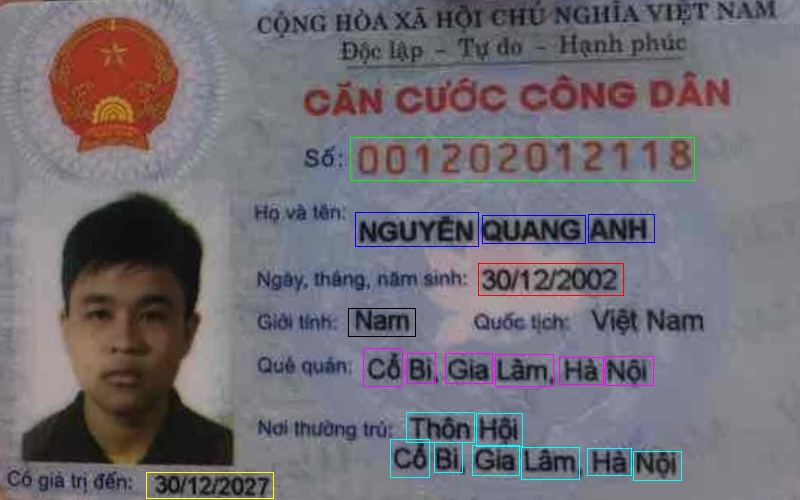 CỘNG HÒA XÃ HỘI CHỦ NGHĨA VIỆT NAM
Độc lập - Tự do - Hạnh phúc
CĂN CƯỚC CÔNG DÂN
Số: 001202012118
Họ và tên: NGUYỄN QUANG ANH
Ngày, tháng, năm sinh: 30/12/2002
Giới tính: Nam Quốc tịch: Việt Nam
Quê quán: Cổ Bi, Gia Lâm, Hà Nội
Nơi thường trú: Thôn Hội
Cổ Bi, Gia Lâm, Hà Nội
Có giá trị đến: 30/12/2027